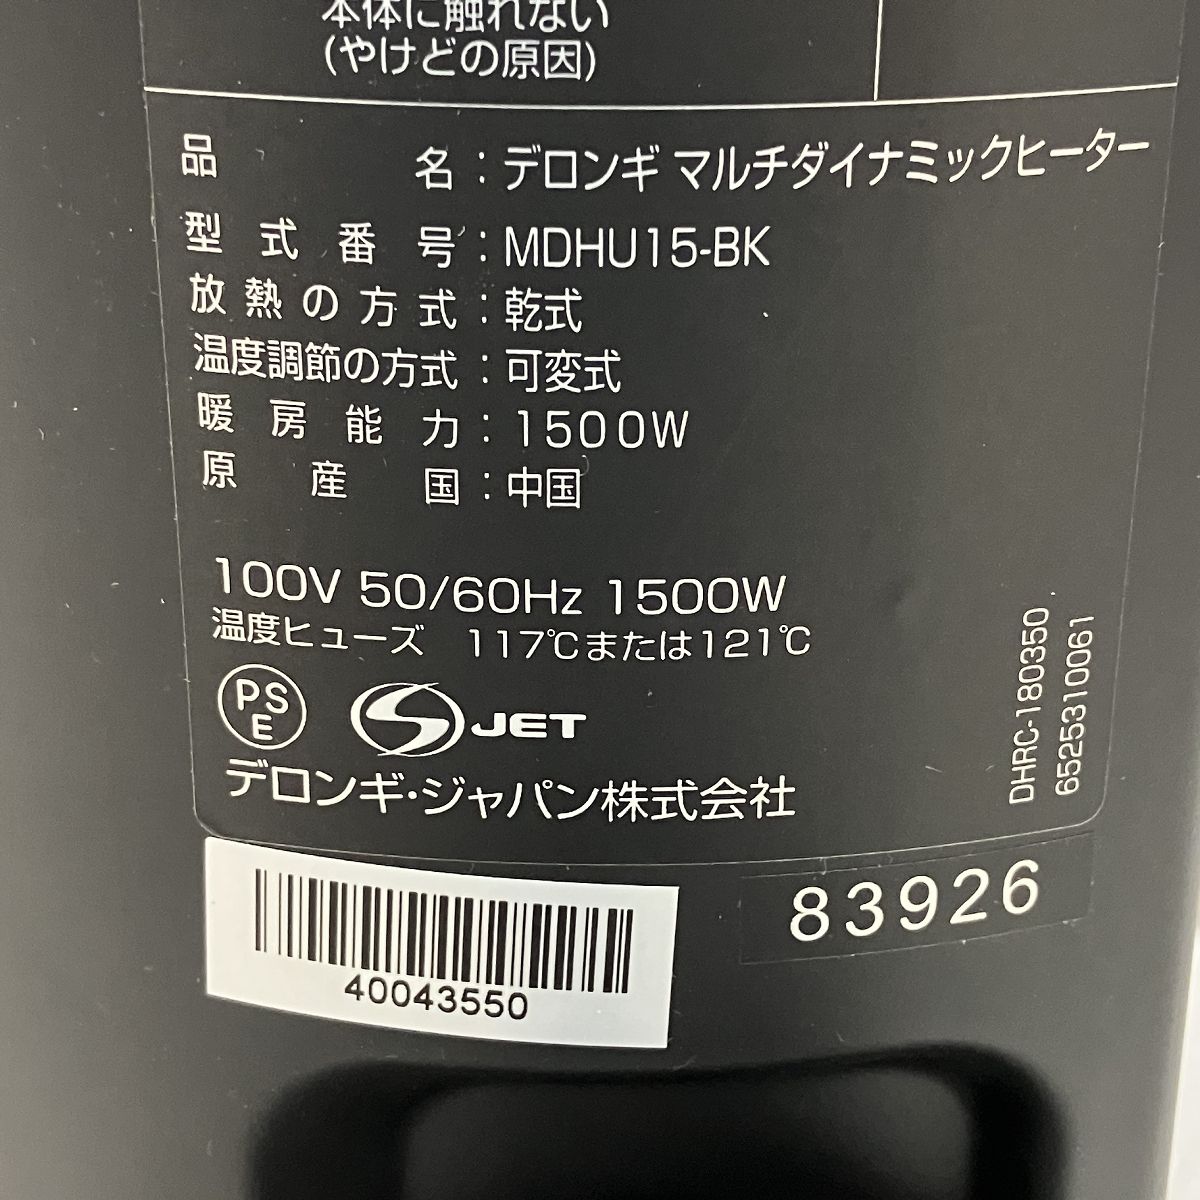 本体に触れない
(やけどの原因)
品名：デロンギ マルチダイナミックヒーター
型式番号：MDHU15-BK
放熱の方式：乾式
温度調節の方式：可変式
暖房能力：1500W
原産国：中国
100V 50/60Hz 1500W
温度ヒューズ 117℃または121℃
PS
E
S JET
デロンギ・ジャパン株式会社
DHRC-180350
6525310061
40043550
83926